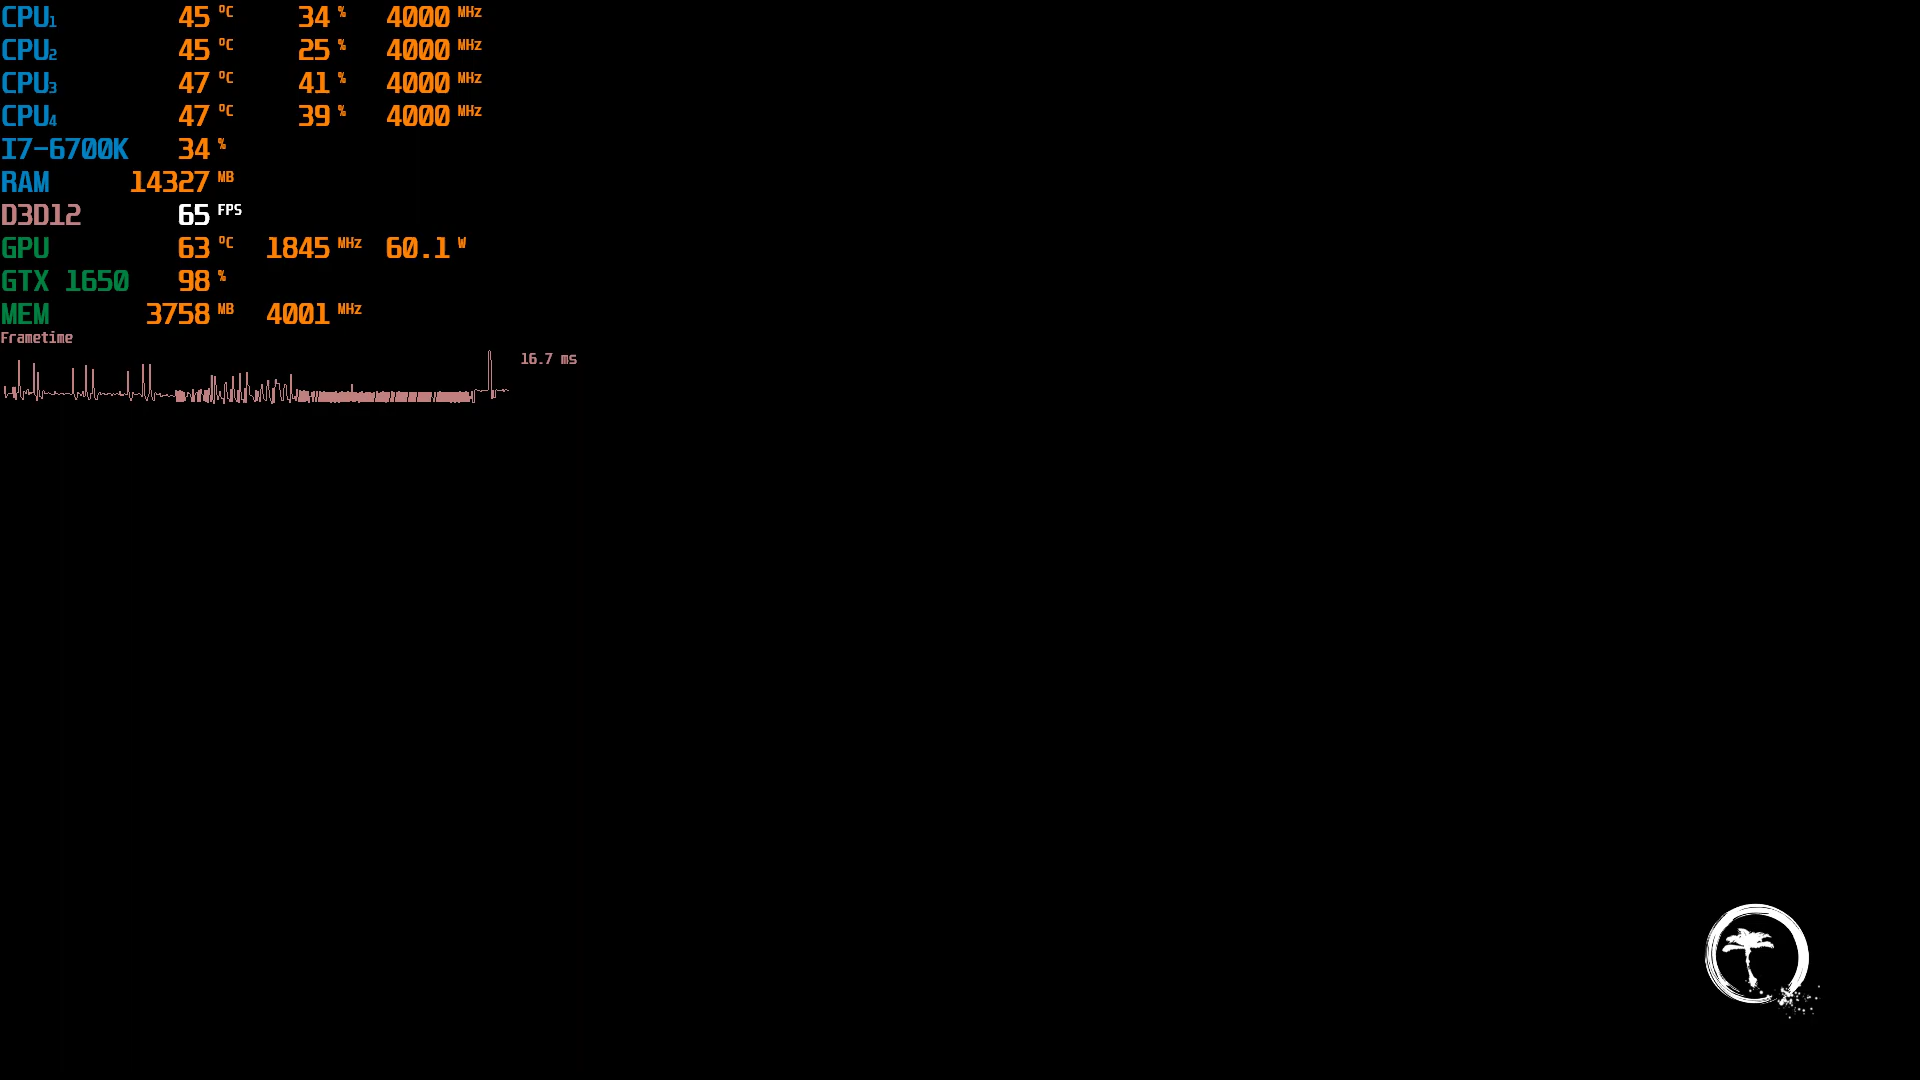 CPU1 45 °C 34 % 4000 MHz
CPU2 45 °C 25 % 4000 MHz
CPU3 47 °C 41 % 4000 MHz
CPU4 47 °C 39 % 4000 MHz
I7-6700K 34 %
RAM 14327 MB
D3D12 65 FPS
GPU 63 °C 1845 MHz 60.1 W
GTX 1650 98 %
MEM 3758 MB 4001 MHz
Frametime
16.7 ms